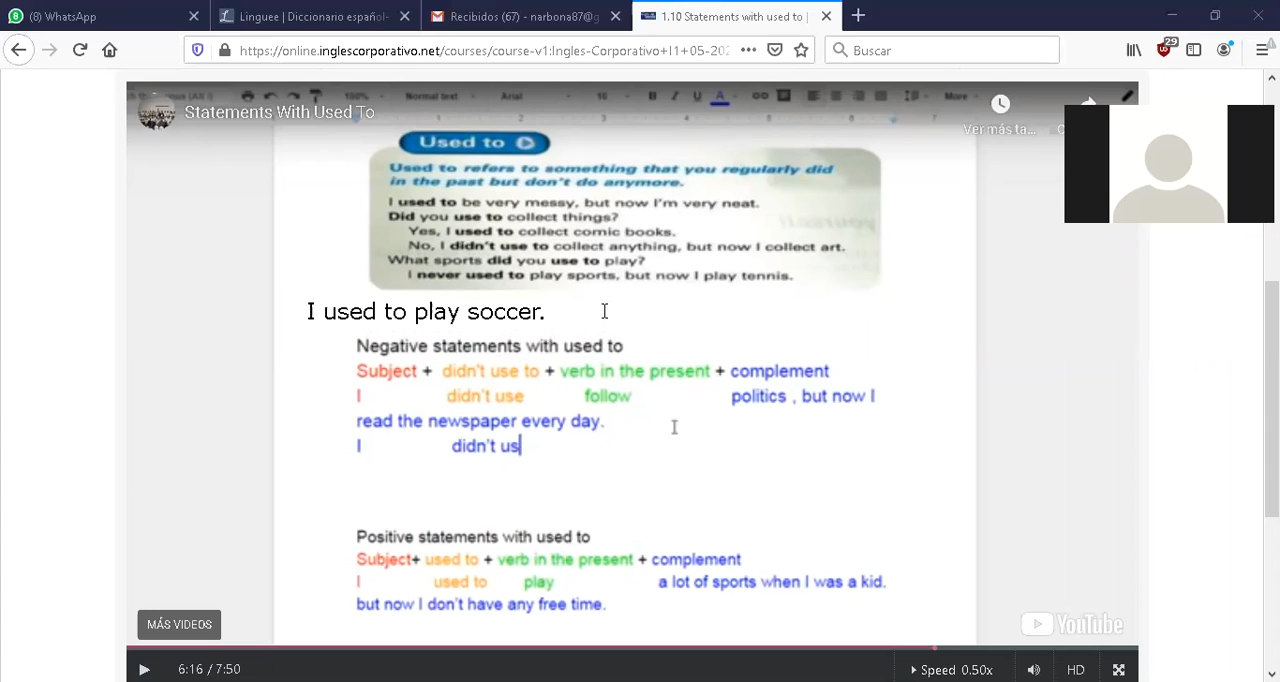 (8) WhatsApp
Linguee | Diccionario español-
Recibidos (67) - narbona87@g
1.10 Statements with used to |
https://online.inglescorporativo.net/courses/course-v1:Ingles-Corporativo+I1+05-202
Buscar
29
Normal text
Arial
16
B I U A
More
Statements With Used To
Ver más ta...
Used to
Used to refers to something that you regularly did
in the past but don't do anymore.
I used to be very messy, but now I'm very neat.
Did you use to collect things?
Yes, I used to collect comic books.
No, I didn't use to collect anything, but now I collect art.
What sports did you use to play?
I never used to play sports, but now I play tennis.
I used to play soccer.
Negative statements with used to
Subject + didn't use to + verb in the present + complement
I didn't use follow politics , but now I
read the newspaper every day.
I didn't us
Positive statements with used to
Subject+ used to + verb in the present + complement
I used to play a lot of sports when I was a kid.
but now I don't have any free time.
MÁS VIDEOS
YouTube
6:16 / 7:50
Speed 0.50x
HD